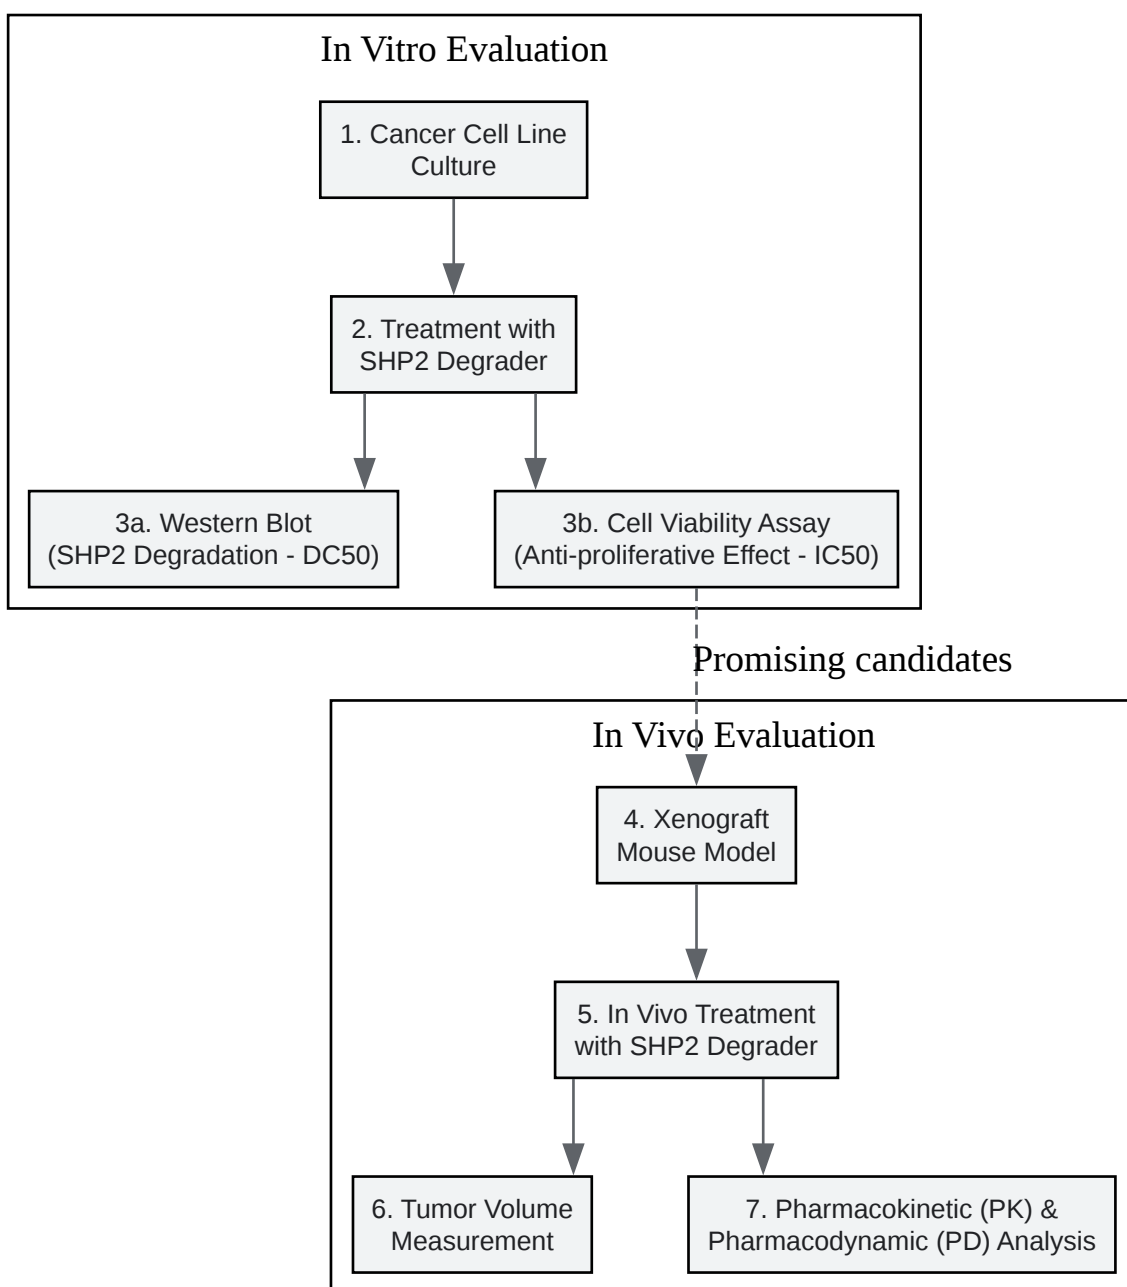 In Vitro Evaluation
1. Cancer Cell Line
Culture
2. Treatment with
SHP2 Degrader
3a. Western Blot
(SHP2 Degradation - DC50)
3b. Cell Viability Assay
(Anti-proliferative Effect - IC50)
Promising candidates
In Vivo Evaluation
4. Xenograft
Mouse Model
5. In Vivo Treatment
with SHP2 Degrader
6. Tumor Volume
Measurement
7. Pharmacokinetic (PK) &
Pharmacodynamic (PD) Analysis